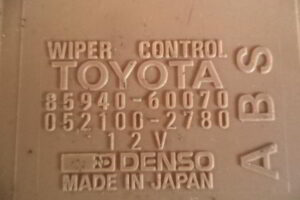 WIPER CONTROL
TOYOTA
85940-60070
052100-2780
12V
DENSO
MADE IN JAPAN
ABS